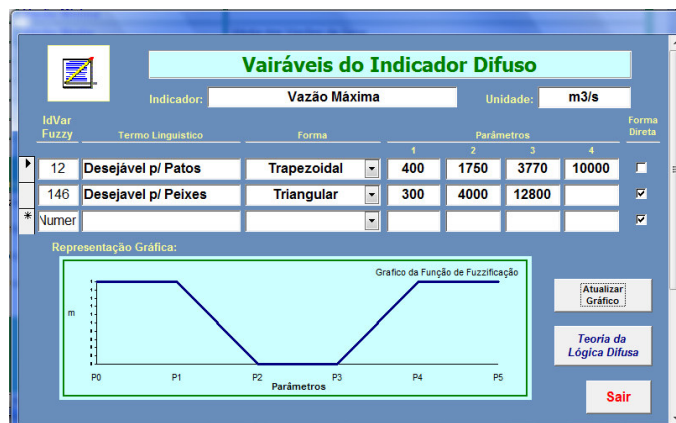 Vairáveis do Indicador Difuso
Indicador: Vazão Máxima Unidade: m3/s
IdVar Fuzzy Termo Linguistico Forma Parâmetros Forma Direta
1 2 3 4
12 Desejável p/ Patos Trapezoidal 400 1750 3770 10000
146 Desejavel p/ Peixes Triangular 300 4000 12800
* Numer
Representação Gráfica:
Grafico da Função de Fuzzificação
m
P0 P1 P2 P3 P4 P5
Parâmetros
Atualizar
Gráfico
Teoria da
Lógica Difusa
Sair